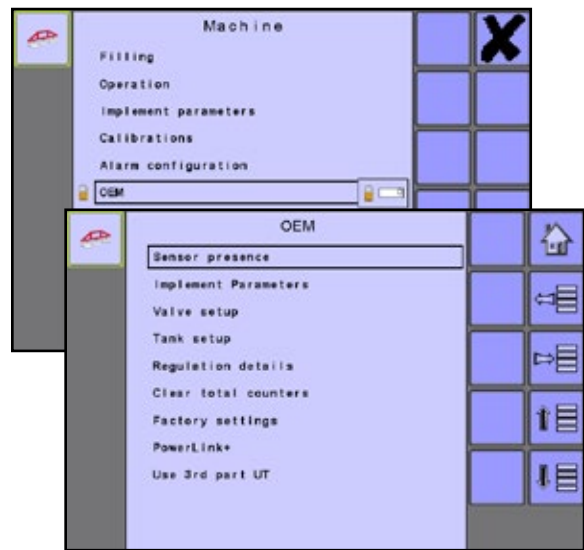 Machine
Filling
Operation
Implement parameters
Calibrations
Alarm configuration
OEM
OEM
Sensor presence
Implement Parameters
Valve setup
Tank setup
Regulation details
Clear total counters
Factory settings
PowerLink+
Use 3rd part UT